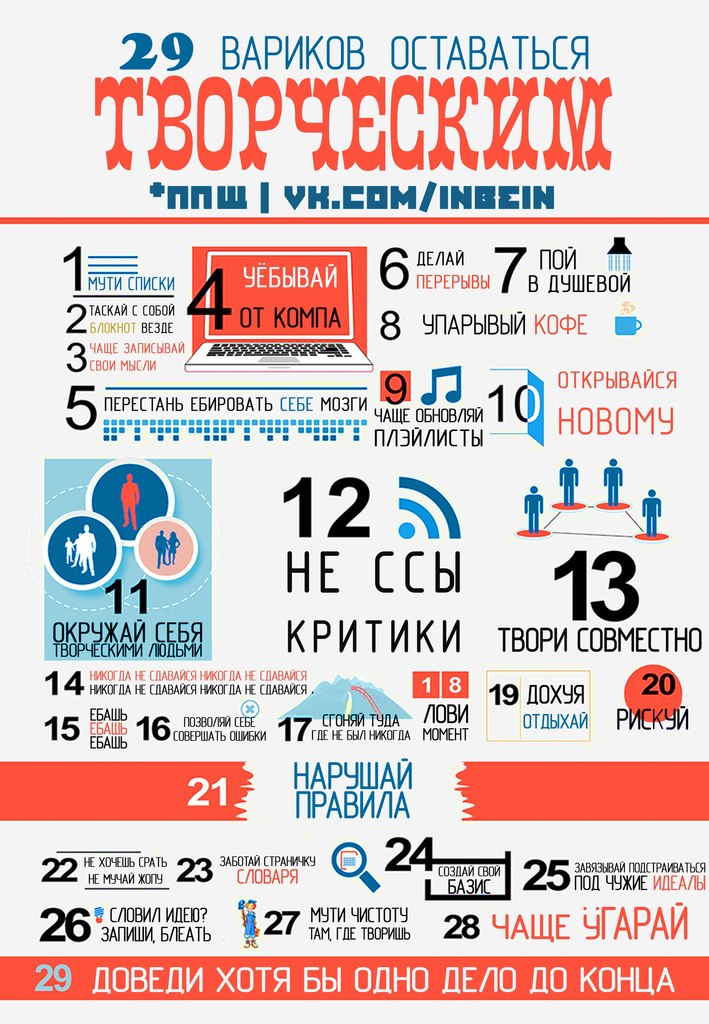 29 ВАРИКОВ ОСТАВАТЬСЯ
ТВОРЧЕСКИМ
*ППШ | VK.COM/INBEIN
1 МУТИ СПИСКИ
2 ТАСКАЙ С СОБОЙ
БЛОКНОТ ВЕЗДЕ
3 ЧАЩЕ ЗАПИСЫВАЙ
СВОИ МЫСЛИ
4 УЁБЫВАЙ
ОТ КОМПА
5 ПЕРЕСТАНЬ ЕБИРОВАТЬ СЕБЕ МОЗГИ
6 ДЕЛАЙ
ПЕРЕРЫВЫ
7 ПОЙ
В ДУШЕВОЙ
8 УПАРЫВАЙ КОФЕ
9
ЧАЩЕ ОБНОВЛЯЙ
ПЛЭЙЛИСТЫ
10 ОТКРЫВАЙСЯ
НОВОМУ
11
ОКРУЖАЙ СЕБЯ
ТВОРЧЕСКИМИ ЛЮДЬМИ
12
НЕ ССЫ
КРИТИКИ
13
ТВОРИ СОВМЕСТНО
14 НИКОГДА НЕ СДАВАЙСЯ НИКОГДА НЕ СДАВАЙСЯ
НИКОГДА НЕ СДАВАЙСЯ НИКОГДА НЕ СДАВАЙСЯ .
15 ЕБАШЬ
ЕБАШЬ
ЕБАШЬ
16 ПОЗВОЛЯЙ СЕБЕ
СОВЕРШАТЬ ОШИБКИ
17 СГОНЯЙ ТУДА
ГДЕ НЕ БЫЛ НИКОГДА
18
ЛОВИ
МОМЕНТ
19 ДОХУЯ
ОТДЫХАЙ
20
РИСКУЙ
21 НАРУШАЙ
ПРАВИЛА
22 НЕ ХОЧЕШЬ СРАТЬ
НЕ МУЧАЙ ЖОПУ
23 ЗАБОТАЙ СТРАНИЧКУ
СЛОВАРЯ
24
СОЗДАЙ СВОЙ
БАЗИС
25 ЗАВЯЗЫВАЙ ПОДСТРАИВАТЬСЯ
ПОД ЧУЖИЕ ИДЕАЛЫ
26 СЛОВИЛ ИДЕЮ?
ЗАПИШИ, БЛЕАТЬ
27 МУТИ ЧИСТОТУ
ТАМ, ГДЕ ТВОРИШЬ
28 ЧАЩЕ ӰГАРАЙ
29 ДОВЕДИ ХОТЯ БЫ ОДНО ДЕЛО ДО КОНЦА